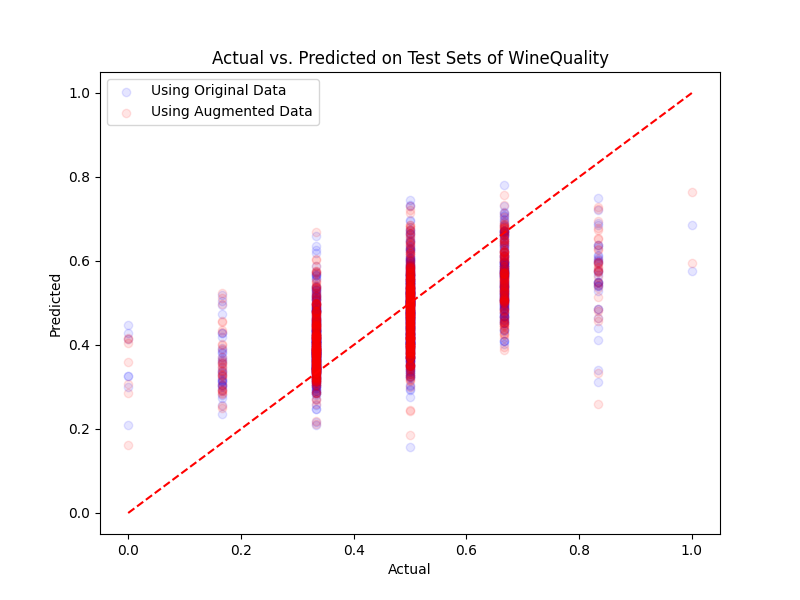 Actual vs. Predicted on Test Sets of WineQuality
Using Original Data
Using Augmented Data
1.0
0.8
0.6
0.4
0.2
0.0
Predicted
0.0 0.2 0.4 0.6 0.8 1.0
Actual